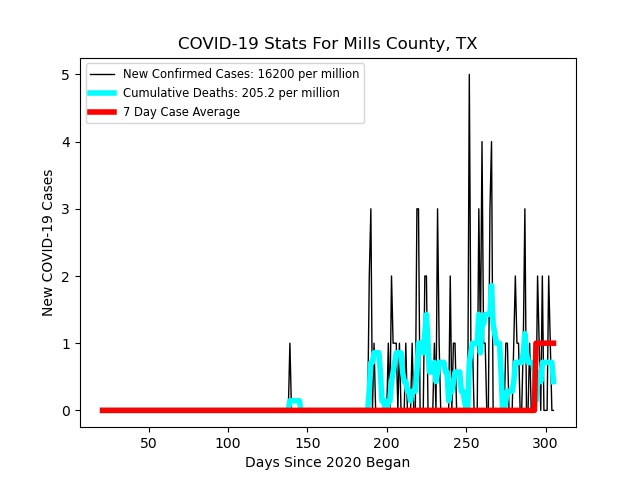 COVID-19 Stats For Mills County, TX
New Confirmed Cases: 16200 per million
Cumulative Deaths: 205.2 per million
7 Day Case Average
5
4
3
2
1
0
New COVID-19 Cases
50 100 150 200 250 300
Days Since 2020 Began